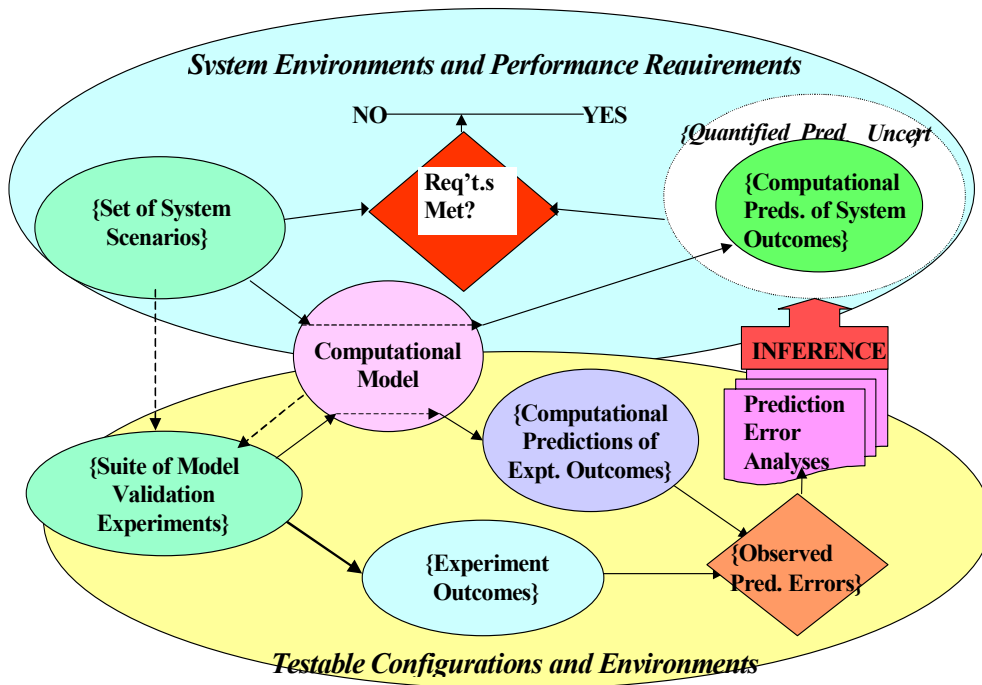 System Environments and Performance Requirements
NO YES
{Quantified Pred. Uncert}
Req't.s
Met?
{Set of System
Scenarios}
{Computational
Preds. of System
Outcomes}
Computational
Model
INFERENCE
Prediction
Error
Analyses
{Computational
Predictions of
Expt. Outcomes}
{Suite of Model
Validation
Experiments}
{Experiment
Outcomes}
{Observed
Pred. Errors}
Testable Configurations and Environments